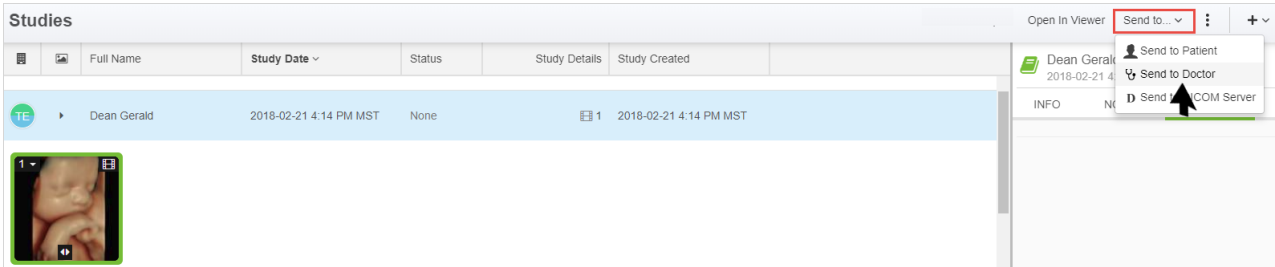 Studies
Open In Viewer Send to...
Full Name Study Date Status Study Details Study Created
Send to Patient
Dean Gerald
2018-02-21 4:
Send to Doctor
D Send
COM Server
INFO
TE Dean Gerald 2018-02-21 4:14 PM MST None 1 2018-02-21 4:14 PM MST
1